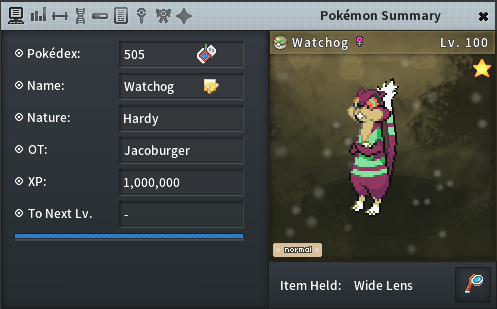 Pokémon Summary
Pokédex: 505
Name: Watchog
Nature: Hardy
OT: Jacoburger
XP: 1,000,000
To Next Lv. -
Watchog Lv. 100
normal
Item Held: Wide Lens